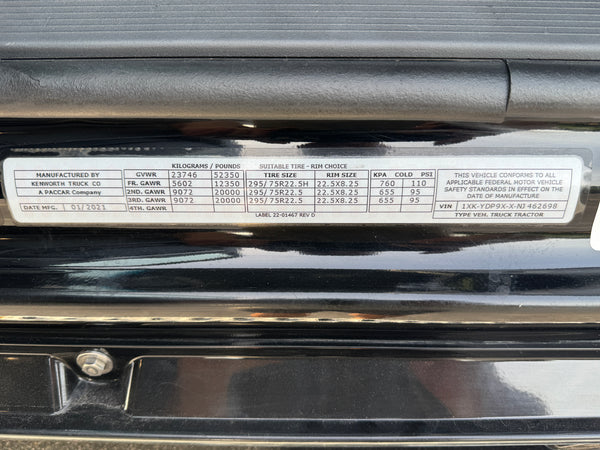 KILOGRAMS / POUNDS SUITABLE TIRE - RIM CHOICE
MANUFACTURED BY GVWR 23746 52350 TIRE SIZE RIM SIZE KPA COLD PSI
KENWORTH TRUCK CO FR. GAWR 5602 12350 295/75R22.5H 22.5X8.25 760 110
A PACCAR Company 2ND. GAWR 9072 20000 295/75R22.5 22.5X8.25 655 95
3RD. GAWR 9072 20000 295/75R22.5 22.5X8.25 655 95
DATE MFG. 01/2021 4TH. GAWR
LABEL 22-01467 REV D
THIS VEHICLE CONFORMS TO ALL
APPLICABLE FEDERAL MOTOR VEHICLE
SAFETY STANDARDS IN EFFECT ON THE
DATE OF MANUFACTURE
VIN 1XK-YDP9X-X-NJ 462698
TYPE VEH. TRUCK TRACTOR